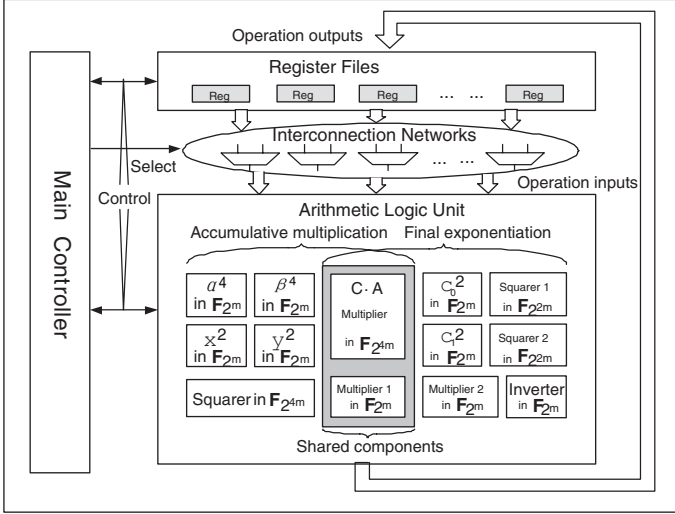 Operation outputs
Register Files
Reg Reg Reg ... ... Reg
Interconnection Networks
... ...
Select
Operation inputs
Control
Main Controller
Arithmetic Logic Unit
Accumulative multiplication Final exponentiation
α⁴ in F₂m
β⁴ in F₂m
C·A Multiplier in F₂4m
C₀² in F₂m
Squarer 1 in F₂2m
x² in F₂m
y² in F₂m
C₁² in F₂m
Squarer 2 in F₂2m
Squarer in F₂4m
Multiplier 1 in F₂m
Multiplier 2 in F₂m
Inverter in F₂m
Shared components